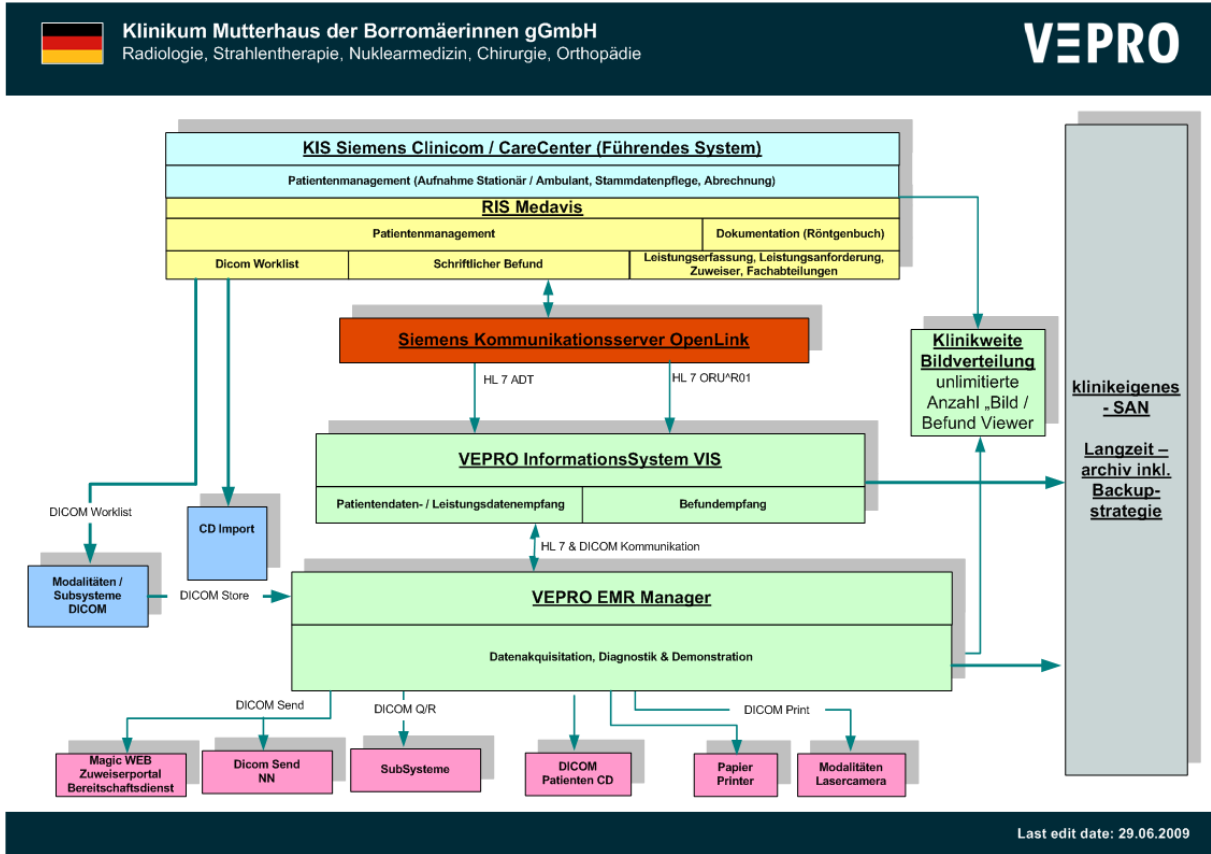 Klinikum Mutterhaus der Borromäerinnen gGmbH
Radiologie, Strahlentherapie, Nuklearmedizin, Chirurgie, Orthopädie
VEPRO
KIS Siemens Clinicom / CareCenter (Führendes System)
Patientenmanagement (Aufnahme Stationär / Ambulant, Stammdatenpflege, Abrechnung)
RIS Medavis
Patientenmanagement
Dokumentation (Röntgenbuch)
Dicom Worklist
Schriftlicher Befund
Leistungserfassung, Leistungsanforderung,
Zuweiser, Fachabteilungen
Siemens Kommunikationsserver OpenLink
HL 7 ADT
HL 7 ORU^R01
Klinikweite
Bildverteilung
unlimitierte
Anzahl „Bild /
Befund Viewer
klinikeigenes
- SAN
Langzeit –
archiv inkl.
Backup-
strategie
VEPRO InformationsSystem VIS
Patientendaten- / Leistungsdatenempfang
Befundempfang
DICOM Worklist
CD Import
HL 7 & DICOM Kommunikation
Modalitäten /
Subsysteme
DICOM
DICOM Store
VEPRO EMR Manager
Datenakquisitation, Diagnostik & Demonstration
DICOM Send
DICOM Q/R
DICOM Print
Magic WEB
Zuweiserportal
Bereitschaftsdienst
Dicom Send
NN
SubSysteme
DICOM
Patienten CD
Papier
Printer
Modalitäten
Lasercamera
Last edit date: 29.06.2009